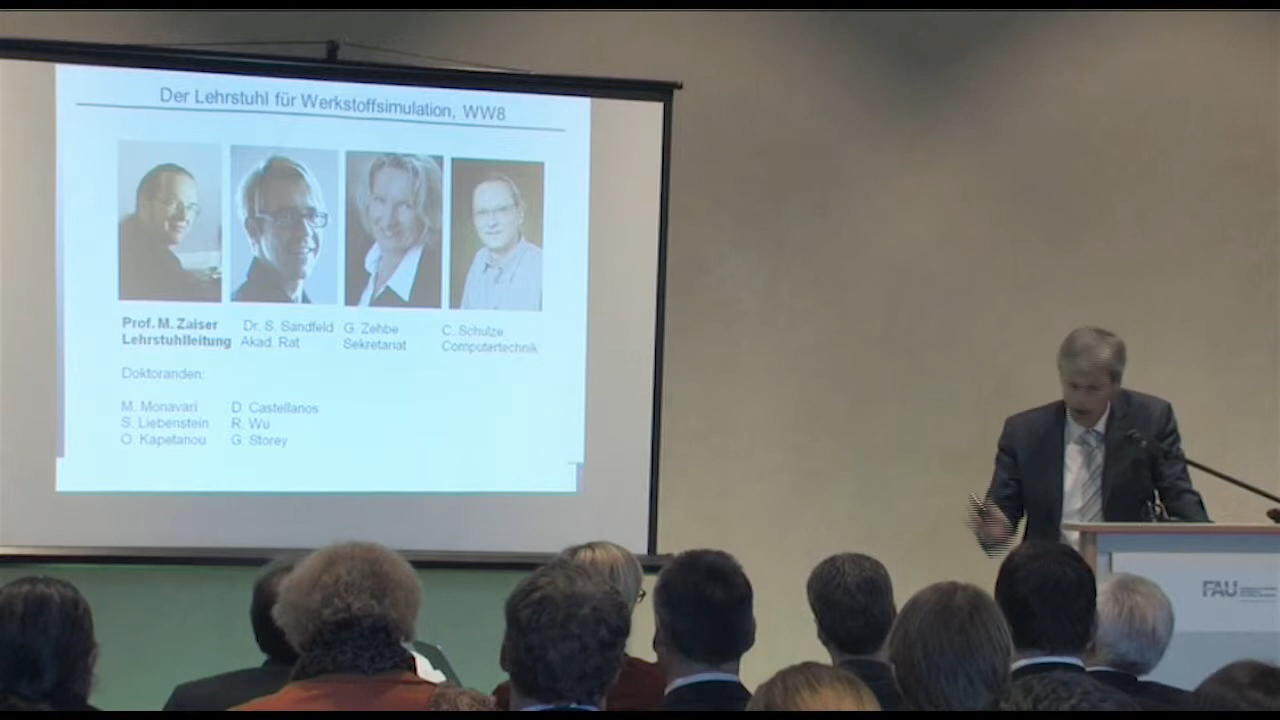 Der Lehrstuhl für Werkstoffsimulation, WW8
Prof. M. Zaiser
Lehrstuhlleitung
Dr. S. Sandfeld
Akad. Rat
G. Zehbe
Sekretariat
C. Schulze
Computertechnik
Doktoranden:
M. Monavari
S. Liebenstein
O. Kapetanou
D. Castellanos
R. Wu
G. Storey
FAU